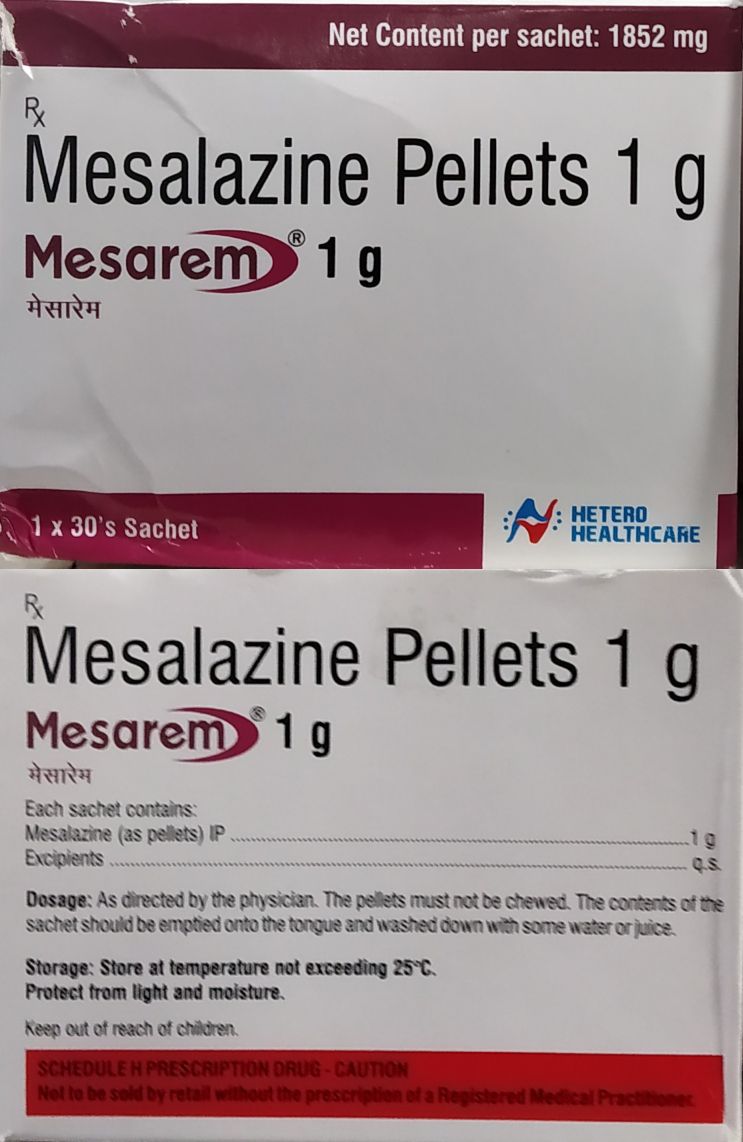 Net Content per sachet: 1852 mg
Rx
Mesalazine Pellets 1 g
Mesarem® 1 g
मेसारेम
1 x 30's Sachet
HETERO
HEALTHCARE
Rx
Mesalazine Pellets 1 g
Mesarem® 1 g
मेसारेम
Each sachet contains:
Mesalazine (as pellets) IP ........................................ 1 g
Excipients ........................................ q.s.
Dosage: As directed by the physician. The pellets must not be chewed. The contents of the
sachet should be emptied onto the tongue and washed down with some water or juice.
Storage: Store at temperature not exceeding 25°C.
Protect from light and moisture.
Keep out of reach of children.
SCHEDULE H PRESCRIPTION DRUG - CAUTION
Not to be sold by retail without the prescription of a Registered Medical Practitioner.